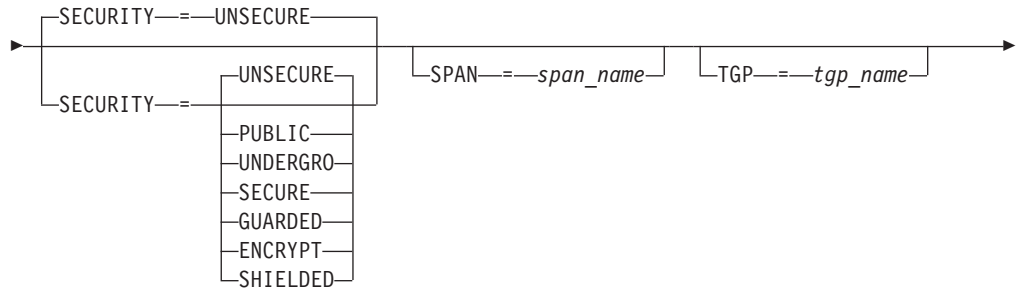 SECURITY = UNSECURE
SECURITY = UNSECURE
PUBLIC
UNDERGRO
SECURE
GUARDED
ENCRYPT
SHIELDED
SPAN = span_name
TGP = tgp_name